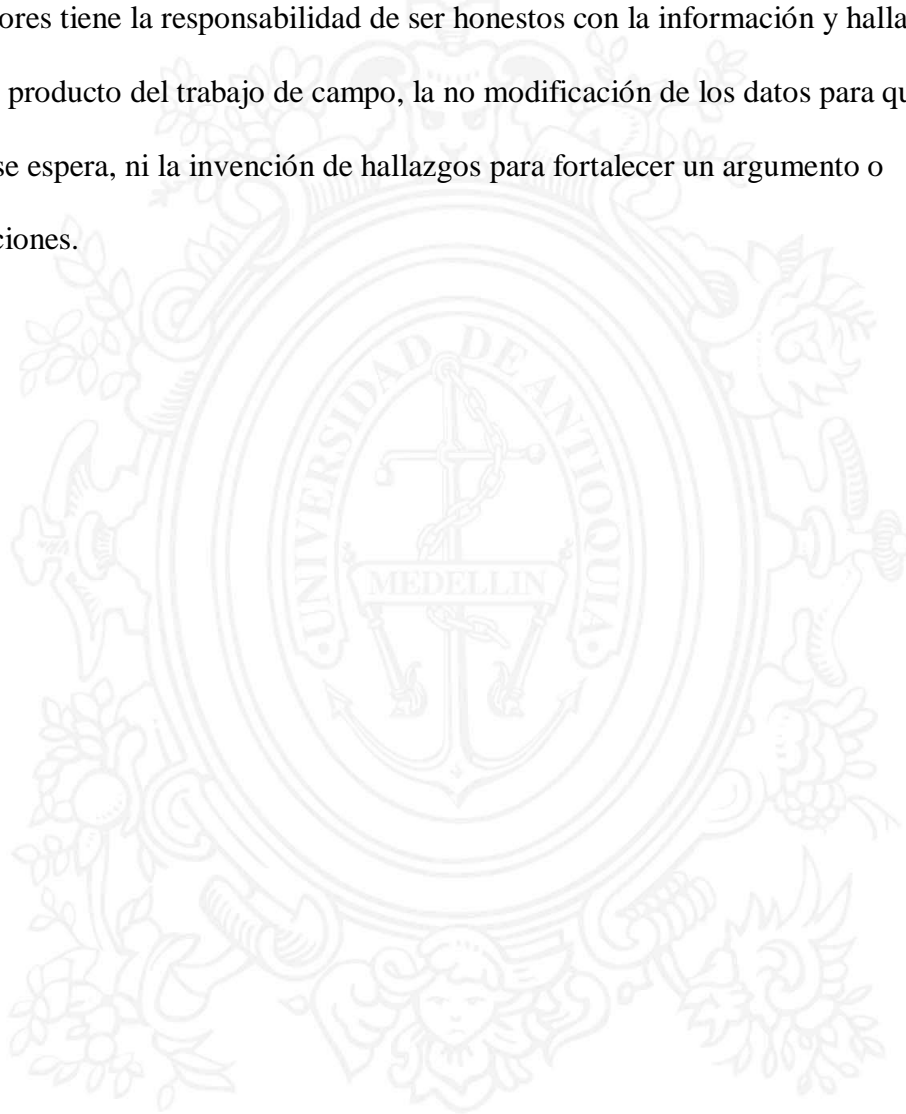 ores tiene la responsabilidad de ser honestos con la información y halla
producto del trabajo de campo, la no modificación de los datos para qu
se espera, ni la invención de hallazgos para fortalecer un argumento o
ciones.
UNIVERSIDAD DE ANTIOQUIA
MEDELLIN